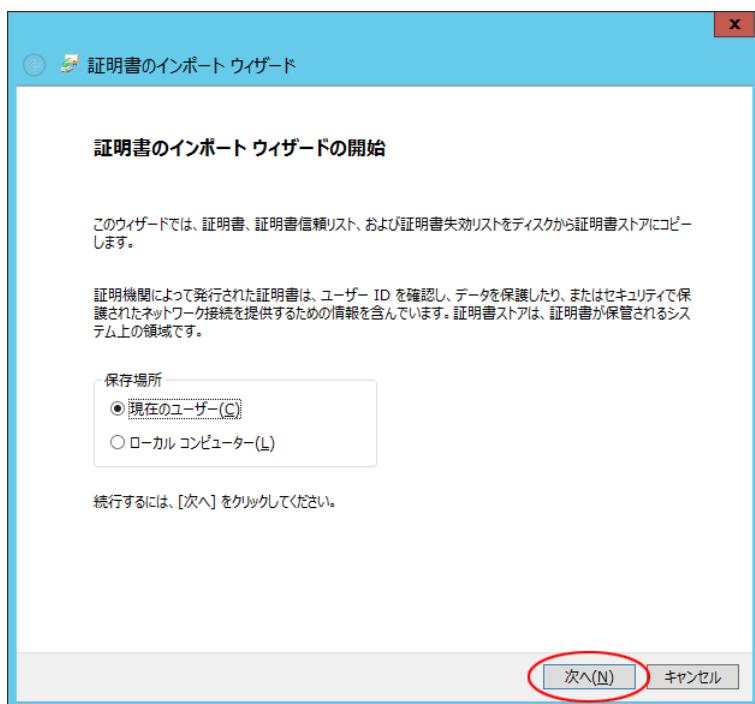 x
証明書のインポート ウィザード
証明書のインポート ウィザードの開始
このウィザードでは、証明書、証明書信頼リスト、および証明書失効リストをディスクから証明書ストアにコピー
します。
証明機関によって発行された証明書は、ユーザー ID を確認し、データを保護したり、またはセキュリティで保
護されたネットワーク接続を提供するための情報を含んでいます。証明書ストアは、証明書が保管されるシス
テム上の領域です。
保存場所
現在のユーザー(C)
ローカル コンピューター(L)
続行するには、[次へ] をクリックしてください。
次へ(N)
キャンセル